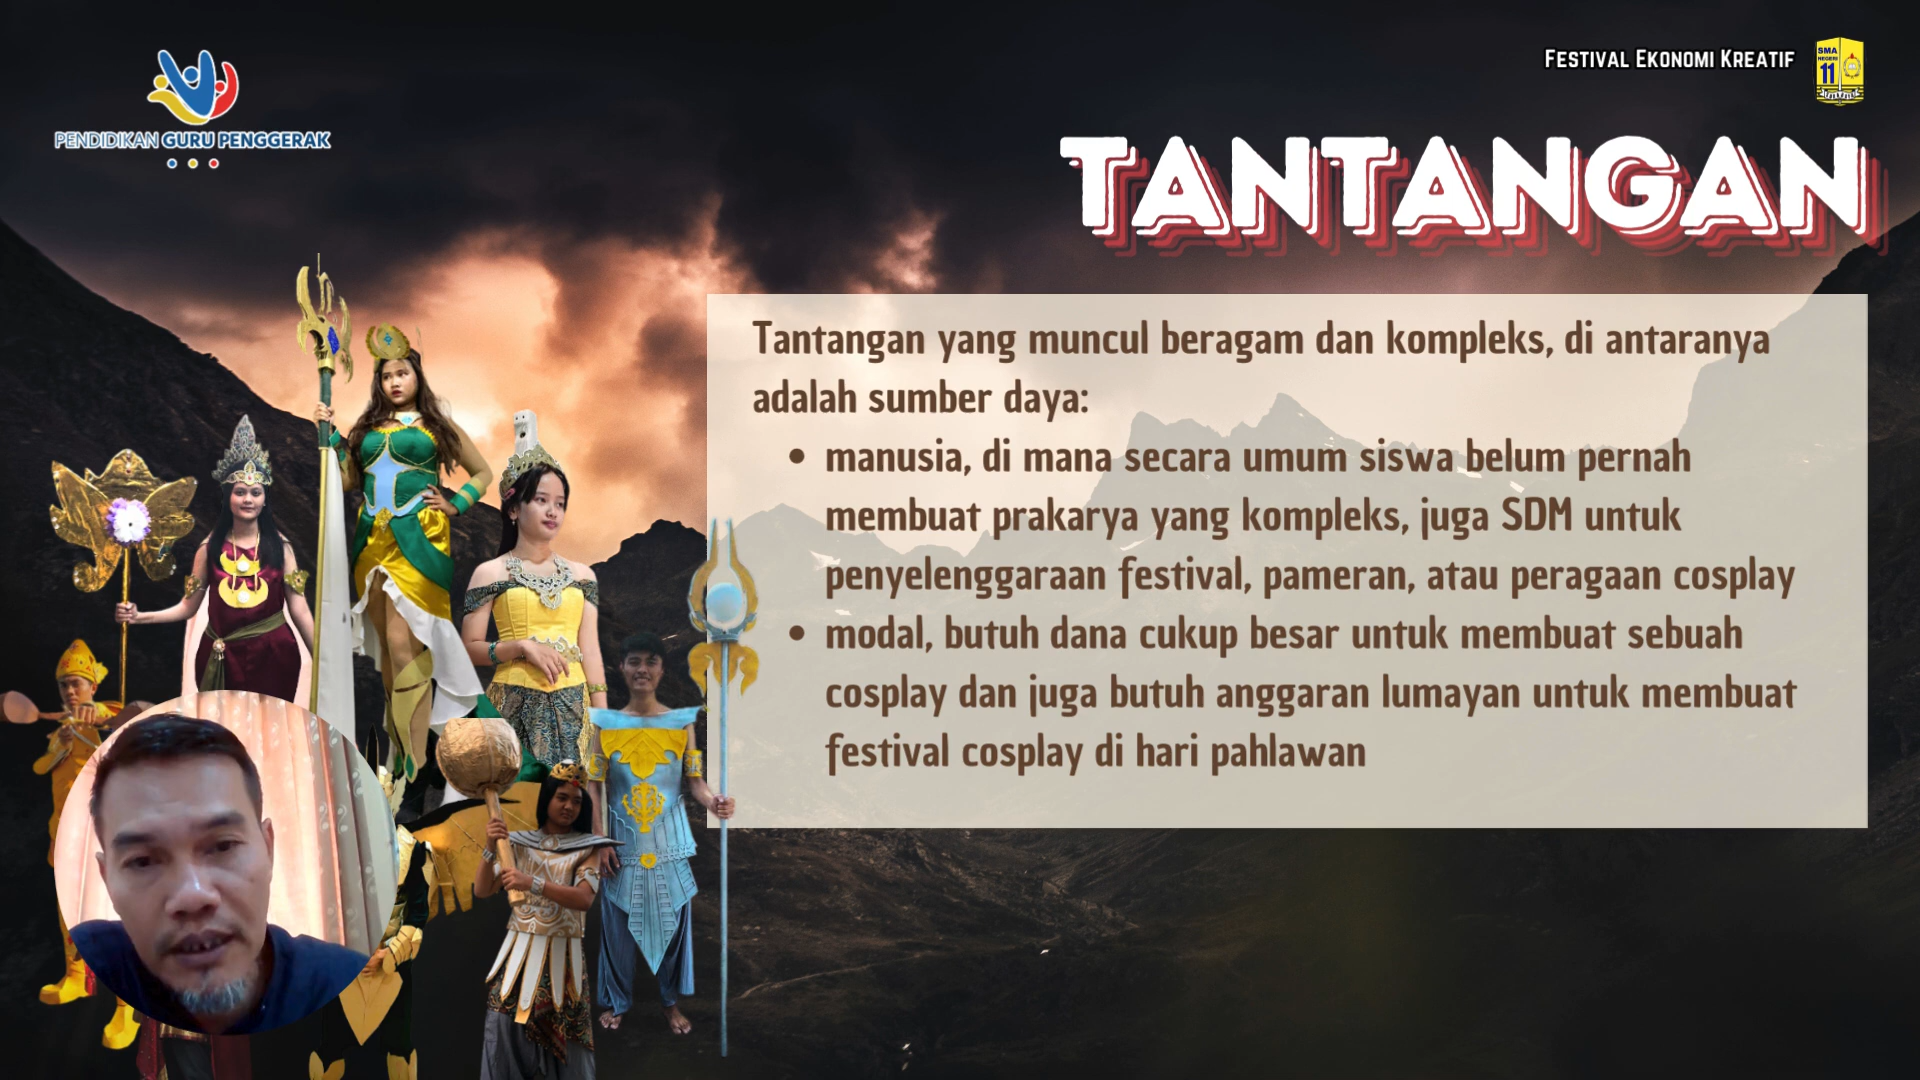 PENDIDIKAN GURU PENGGERAK
Festival Ekonomi Kreatif
SMA
NEGERI
11
TANTANGAN
Tantangan yang muncul beragam dan kompleks, di antaranya
adalah sumber daya:
• manusia, di mana secara umum siswa belum pernah
membuat prakarya yang kompleks, juga SDM untuk
penyelenggaraan festival, pameran, atau peragaan cosplay
• modal, butuh dana cukup besar untuk membuat sebuah
cosplay dan juga butuh anggaran lumayan untuk membuat
festival cosplay di hari pahlawan